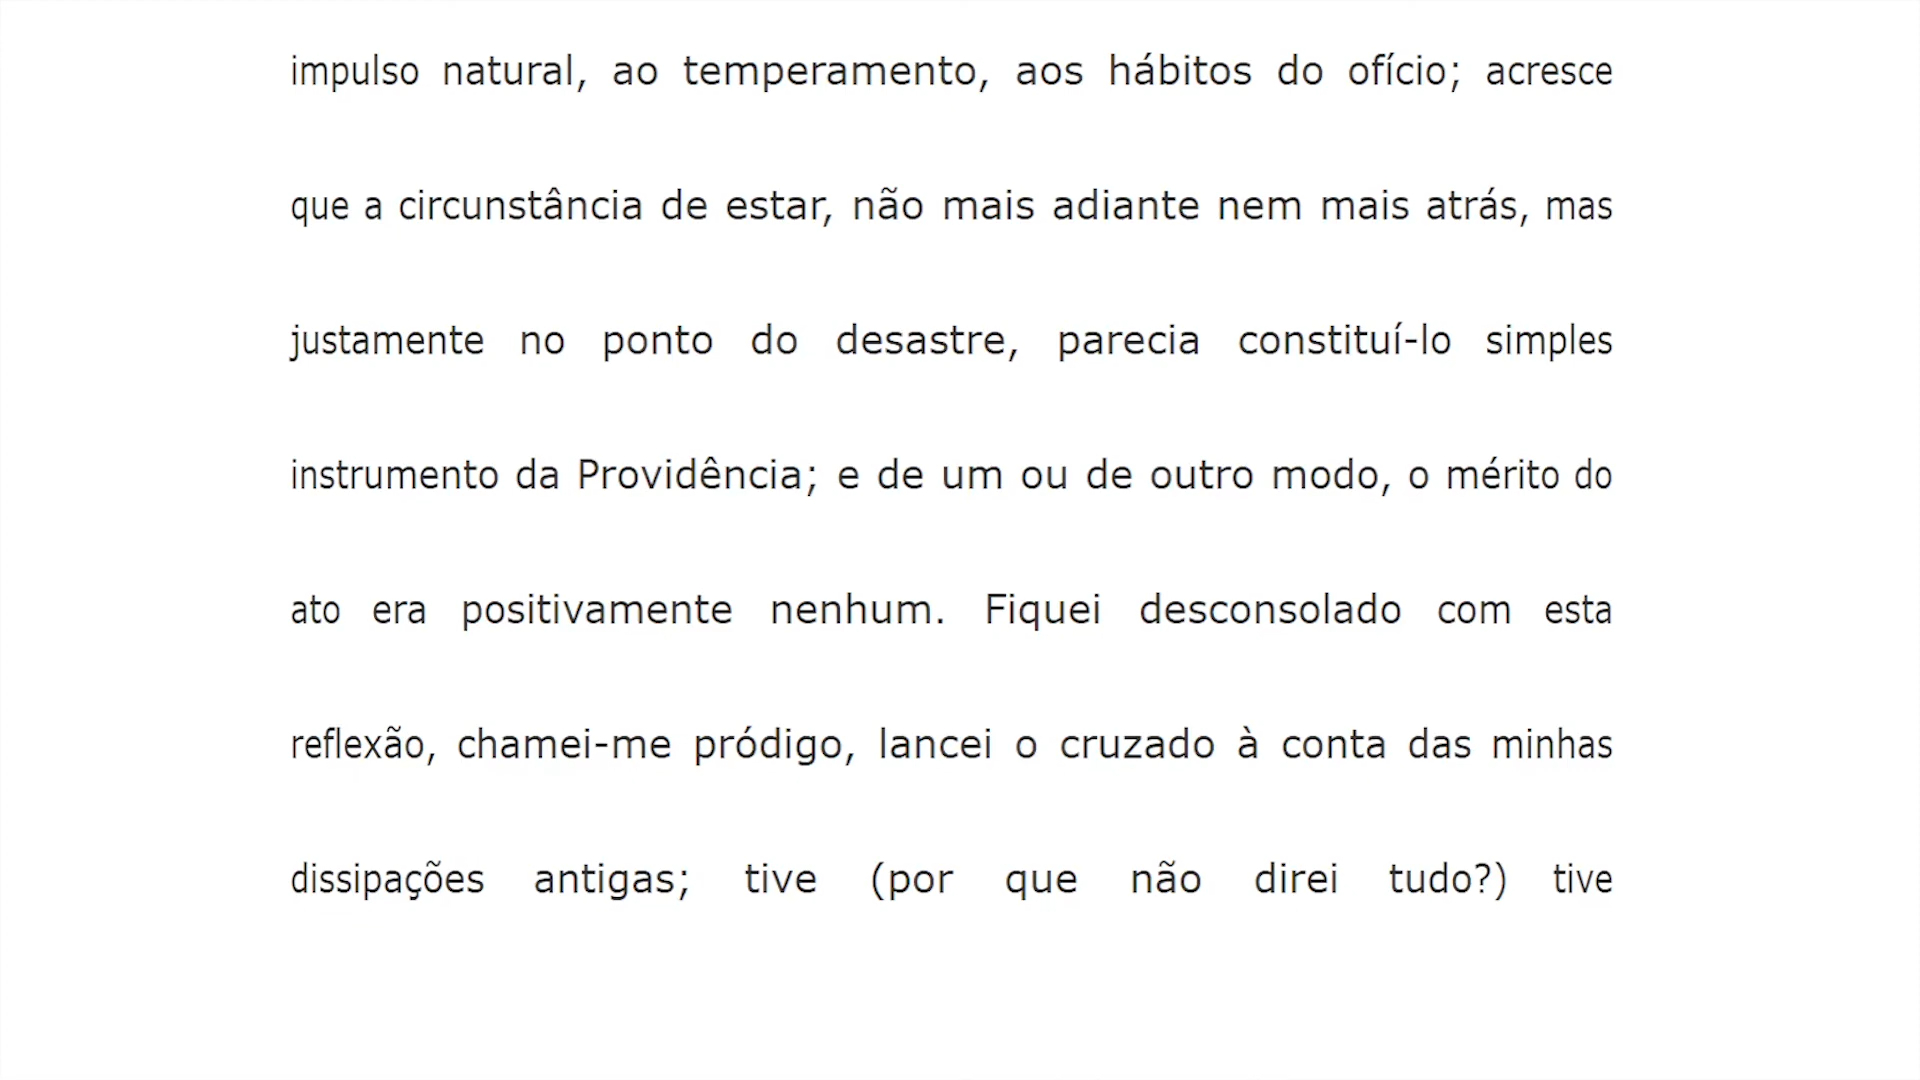 impulso natural, ao temperamento, aos hábitos do ofício; acresce
que a circunstância de estar, não mais adiante nem mais atrás, mas
justamente no ponto do desastre, parecia constituí-lo simples
instrumento da Providência; e de um ou de outro modo, o mérito do
ato era positivamente nenhum. Fiquei desconsolado com esta
reflexão, chamei-me pródigo, lancei o cruzado à conta das minhas
dissipações antigas; tive (por que não direi tudo?) tive